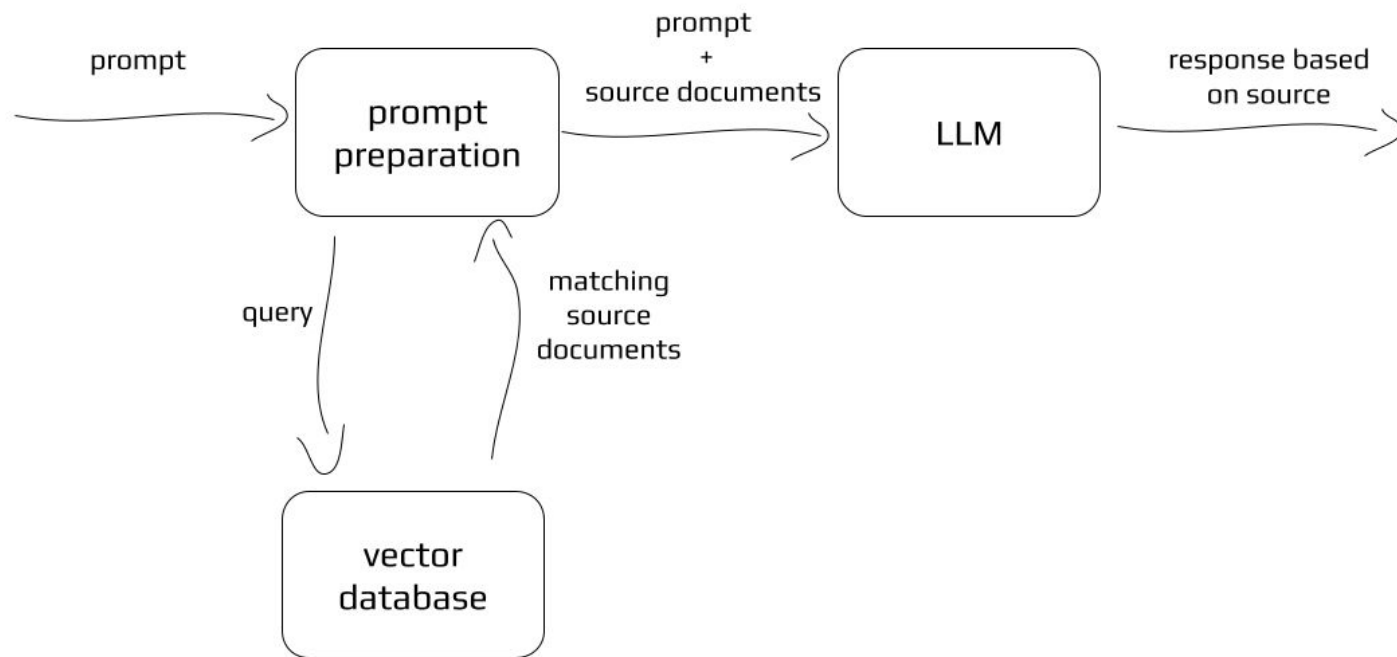 prompt
prompt
preparation
prompt
+
source documents
LLM
response based
on source
query
matching
source
documents
vector
database